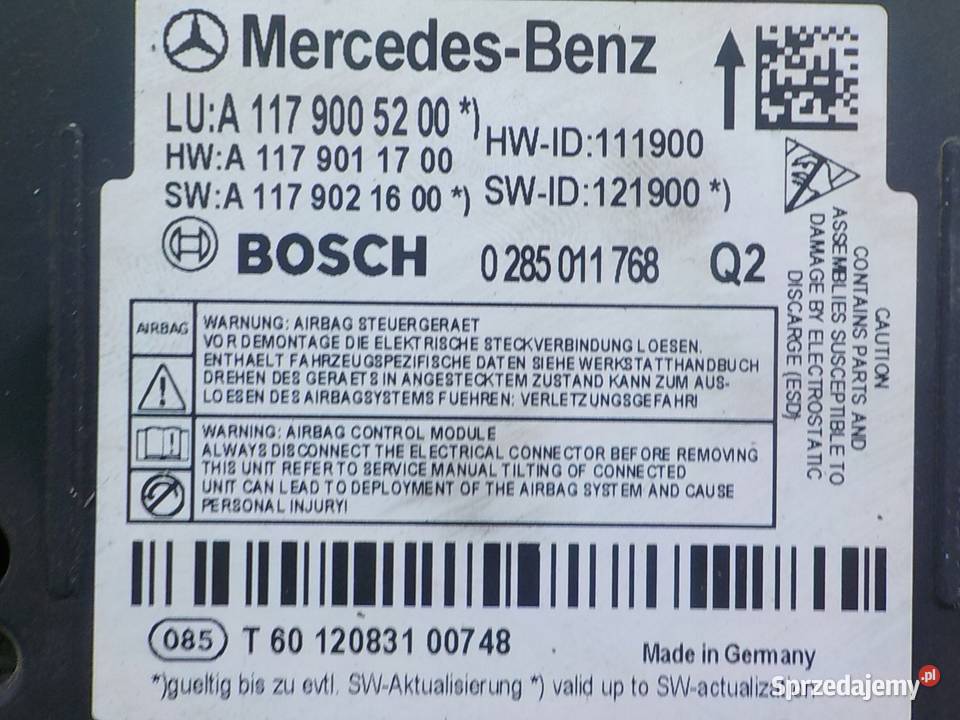 Mercedes-Benz
LU:A 117 900 52 00 *)
HW:A 117 901 17 00
SW:A 117 902 16 00 *)
HW-ID:111900
SW-ID:121900 *)
BOSCH
0 285 011 768
Q2
CAUTION
CONTAINS PARTS AND
ASSEMBLIES SUSCEPTIBLE TO
DAMAGE BY ELECTROSTATIC
DISCARGE (ESD)
AIRBAG
WARNUNG: AIRBAG STEUERGERAET
VOR DEMONTAGE DIE ELEKTRISCHE STECKVERBINDUNG LOESEN.
ENTHAELT FAHRZEUGSPEZIFISCHE DATEN SIEHE WERKSTATTHANDBUCH
DREHEN DES GERAETS IN ANGESTECKTEM ZUSTAND KANN ZUM AUS-
LOESEN DES AIRBAGSYSTEMS FUEHREN: VERLETZUNGSGEFAHR!
WARNING: AIRBAG CONTROL MODULE
ALWAYS DISCONNECT THE ELECTRICAL CONNECTOR BEFORE REMOVING
THIS UNIT REFER TO SERVICE MANUAL TILTING OF CONNECTED
UNIT CAN LEAD TO DEPLOYMENT OF THE AIRBAG SYSTEM AND CAUSE
PERSONAL INJURY!
085 T 60 120831 00748
Made in Germany
*)gueltig bis zu evtl. SW-Aktualisierung *) valid up to SW-actualization
Sprzedajemy.pl